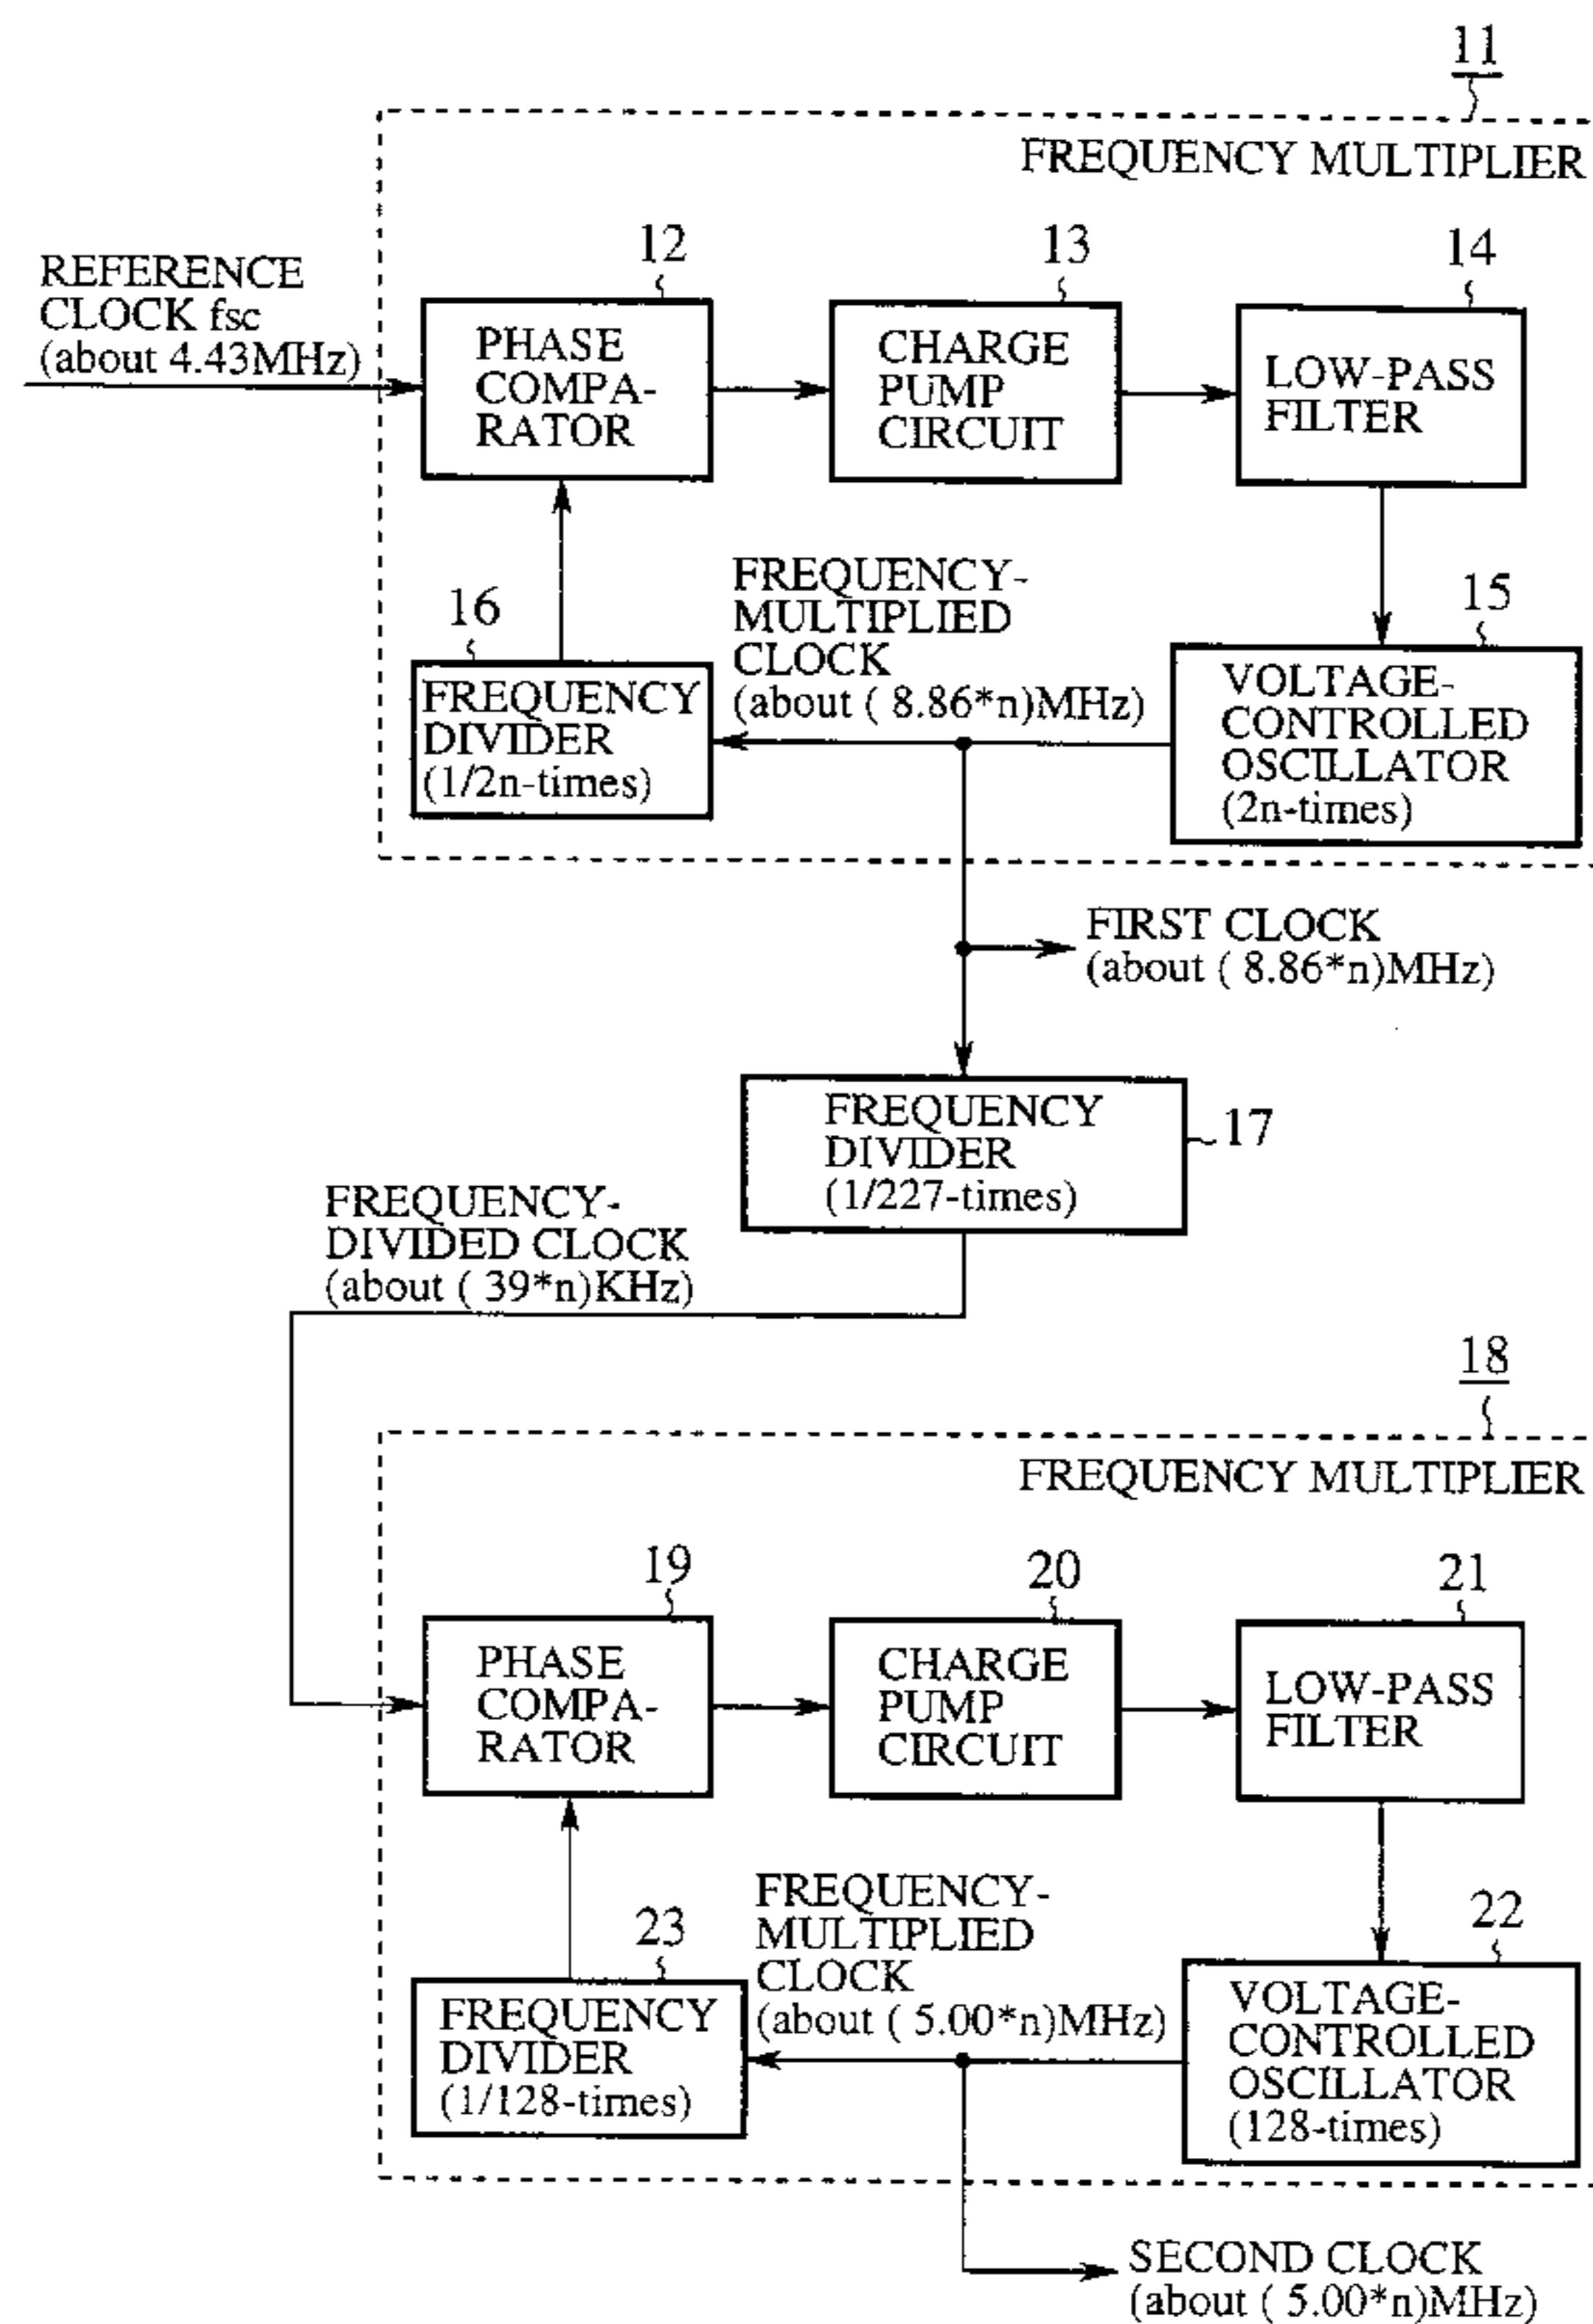 11
FREQUENCY MULTIPLIER
REFERENCE
CLOCK fsc
(about 4.43MHz)
12
PHASE
COMPA-
RATOR
13
CHARGE
PUMP
CIRCUIT
14
LOW-PASS
FILTER
16
FREQUENCY
DIVIDER
(1/2n-times)
FREQUENCY-
MULTIPLIED
CLOCK
(about ( 8.86*n)MHz)
15
VOLTAGE-
CONTROLLED
OSCILLATOR
(2n-times)
FIRST CLOCK
(about ( 8.86*n)MHz)
FREQUENCY
DIVIDER
(1/227-times)
17
FREQUENCY-
DIVIDED CLOCK
(about ( 39*n)KHz)
18
FREQUENCY MULTIPLIER
19
PHASE
COMPA-
RATOR
20
CHARGE
PUMP
CIRCUIT
21
LOW-PASS
FILTER
23
FREQUENCY
DIVIDER
(1/128-times)
FREQUENCY-
MULTIPLIED
CLOCK
(about ( 5.00*n)MHz)
22
VOLTAGE-
CONTROLLED
OSCILLATOR
(128-times)
SECOND CLOCK
(about ( 5.00*n)MHz)